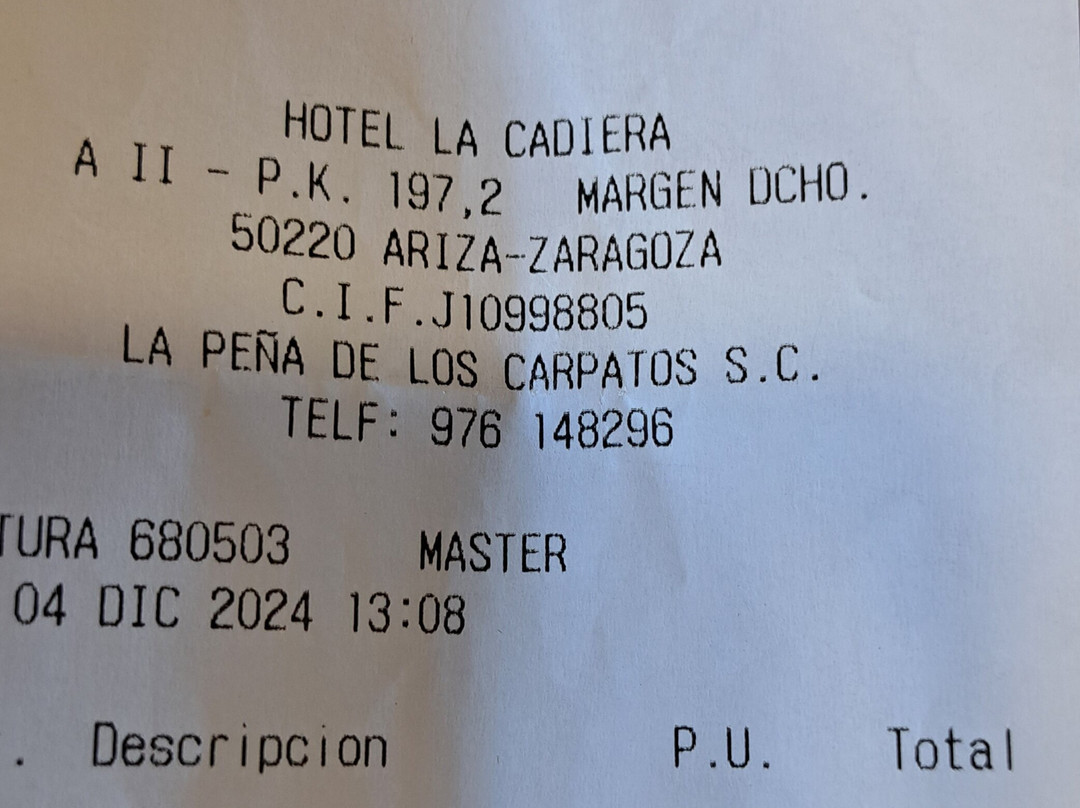 HOTEL LA CADIERA
A II - P.K. 197,2 MARGEN DCHO.
50220 ARIZA-ZARAGOZA
C.I.F.J10998805
LA PEÑA DE LOS CARPATOS S.C.
TELF: 976 148296
TURA 680503 MASTER
04 DIC 2024 13:08
. Descripcion P.U. Total